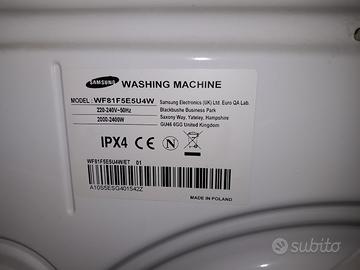 SAMSUNG WASHING MACHINE
MODEL : WF81F5E5U4W
220-240V~50Hz
2000-2400W
Samsung Electronics (UK) Ltd. Euro QA Lab.
Blackbushe Business Park
Saxony Way, Yateley, Hampshire
GU46 6GG United Kingdom
IPX4 CE
WF81F5E5U4W/ET 01
A10S5ESG401542Z
MADE IN POLAND
subito